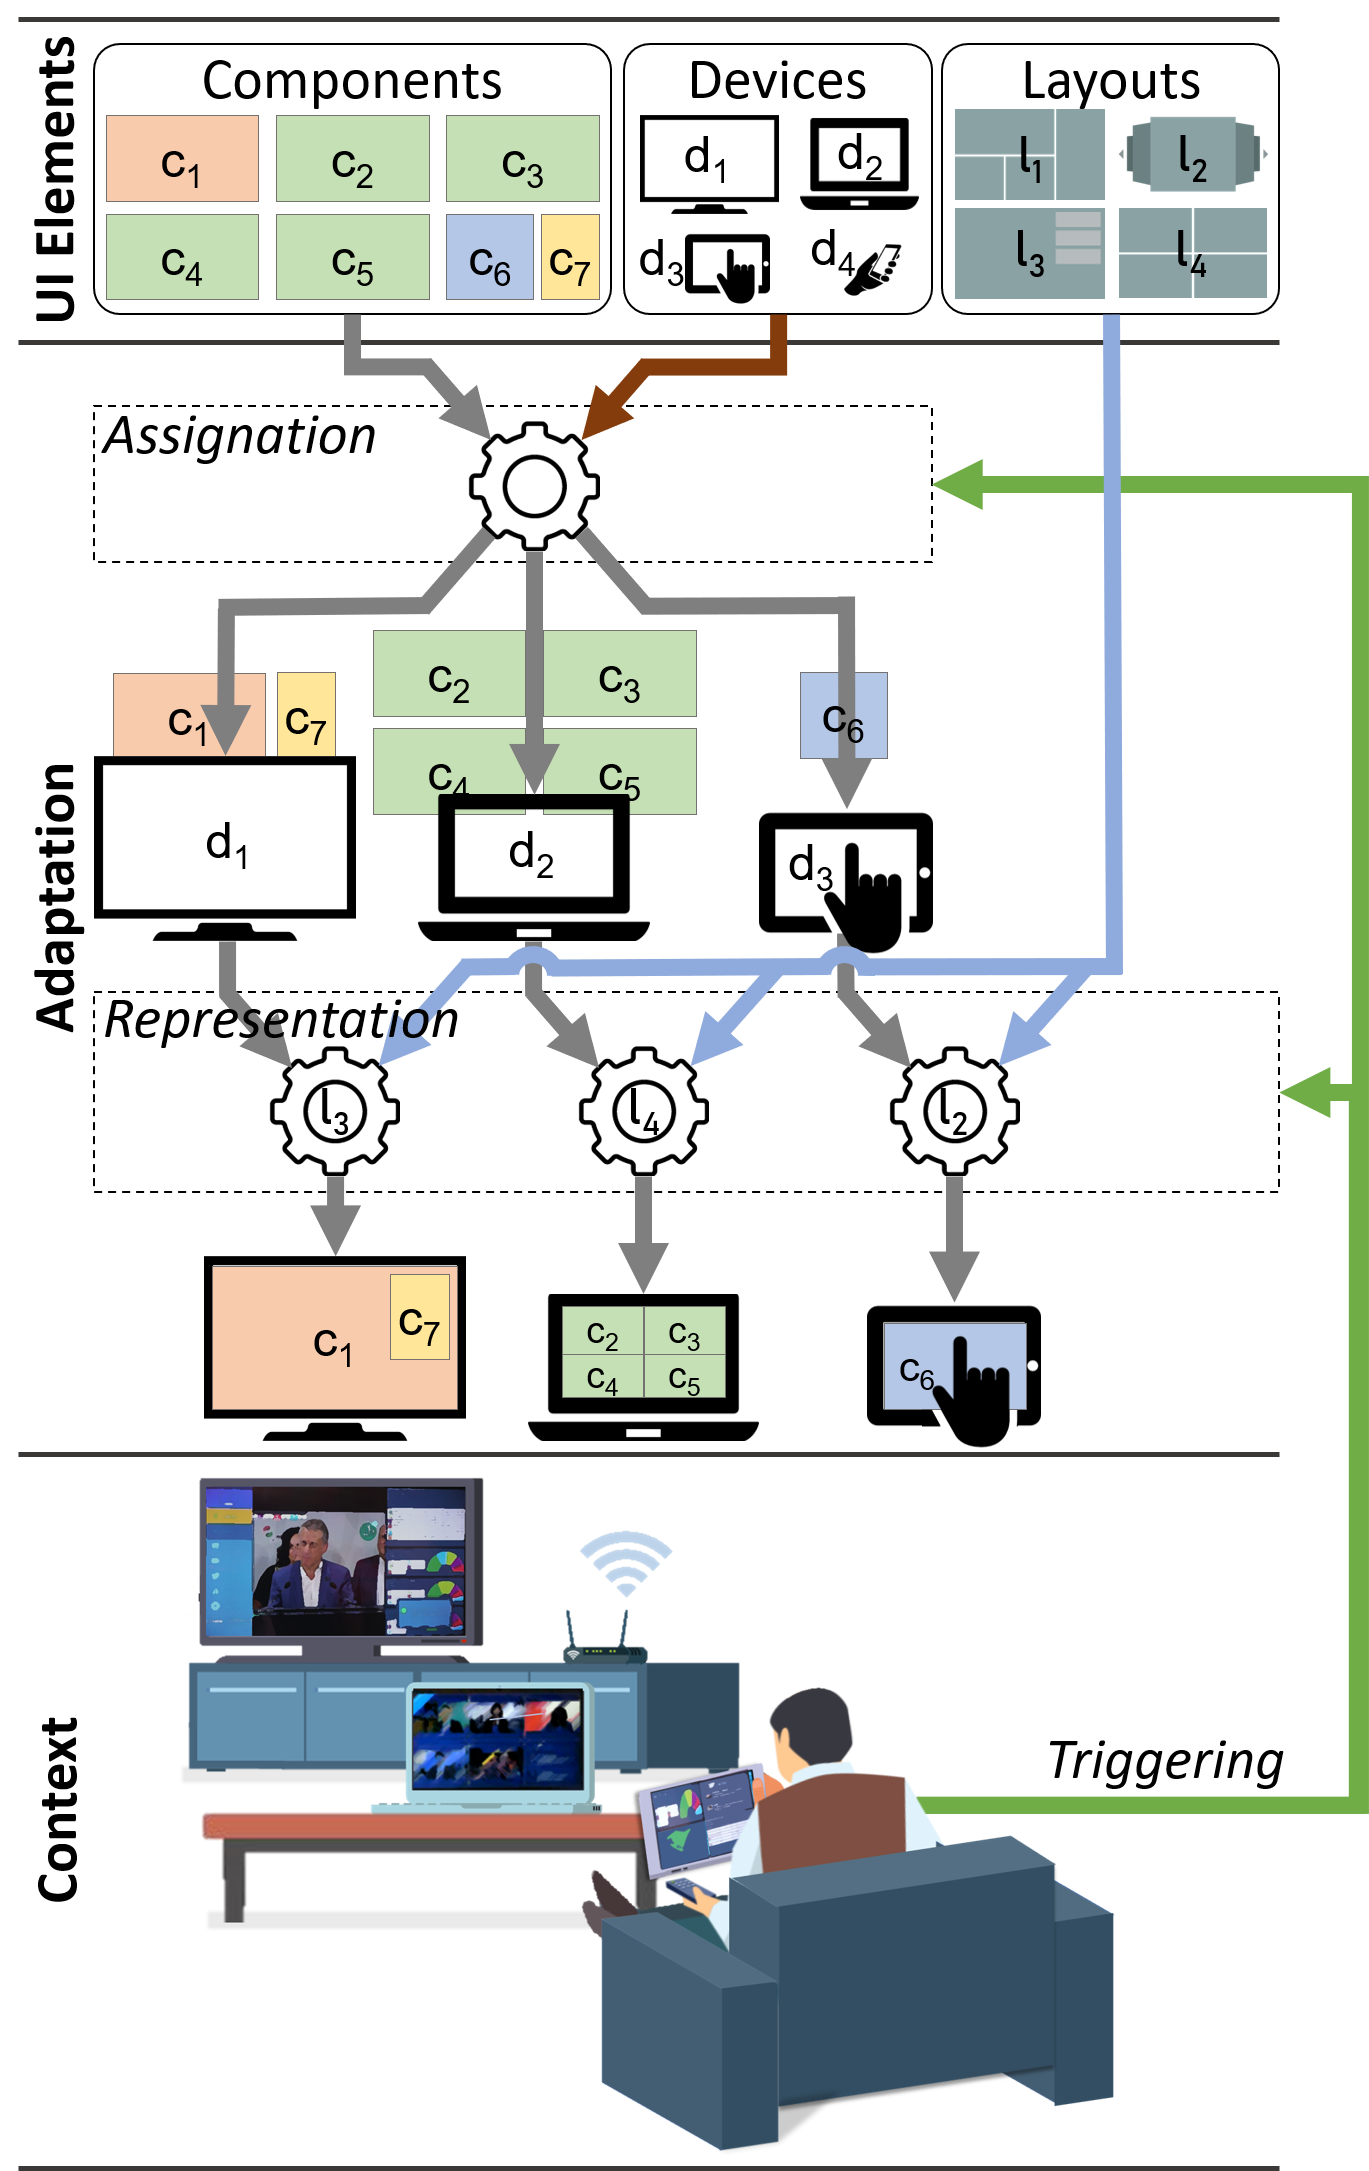 UI Elements
Components
Devices
Layouts
c1
c2
c3
c4
c5
c6
c7
d1
d2
d3
d4
l1
l2
l3
l4
Assignation
Adaptation
c1
c7
c2
c3
c4
c5
c6
d1
d2
d3
Representation
l3
l4
l2
c1
c7
c2
c3
c4
c5
c6
Context
Triggering